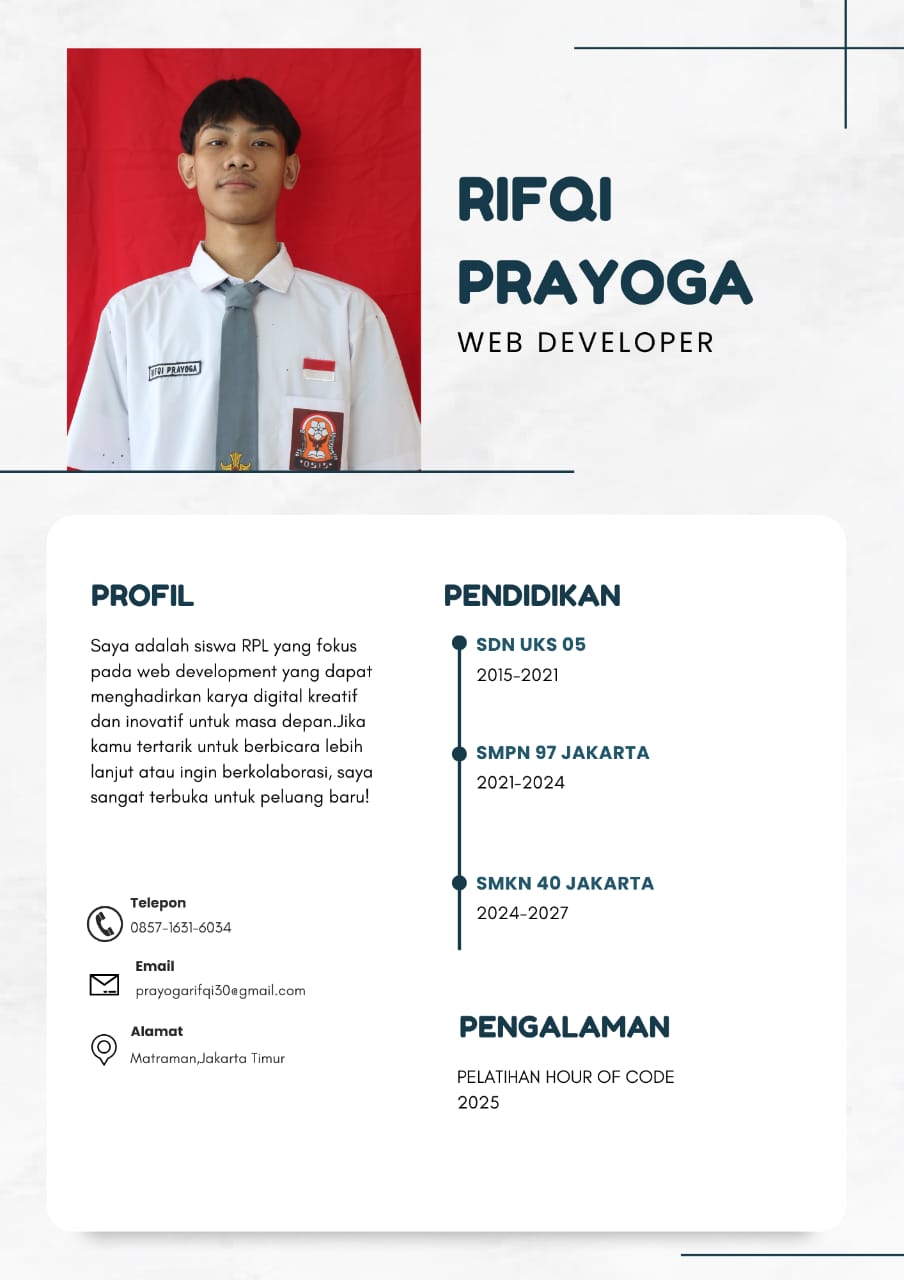 RIFQI
PRAYOGA
WEB DEVELOPER
RIFQI PRAYOGA
OSIS
PROFIL
Saya adalah siswa RPL yang fokus
pada web development yang dapat
menghadirkan karya digital kreatif
dan inovatif untuk masa depan.Jika
kamu tertarik untuk berbicara lebih
lanjut atau ingin berkolaborasi, saya
sangat terbuka untuk peluang baru!
Telepon
0857-1631-6034
Email
prayogarifqi30@gmail.com
Alamat
Matraman,Jakarta Timur
PENDIDIKAN
SDN UKS 05
2015-2021
SMPN 97 JAKARTA
2021-2024
SMKN 40 JAKARTA
2024-2027
PENGALAMAN
PELATIHAN HOUR OF CODE
2025